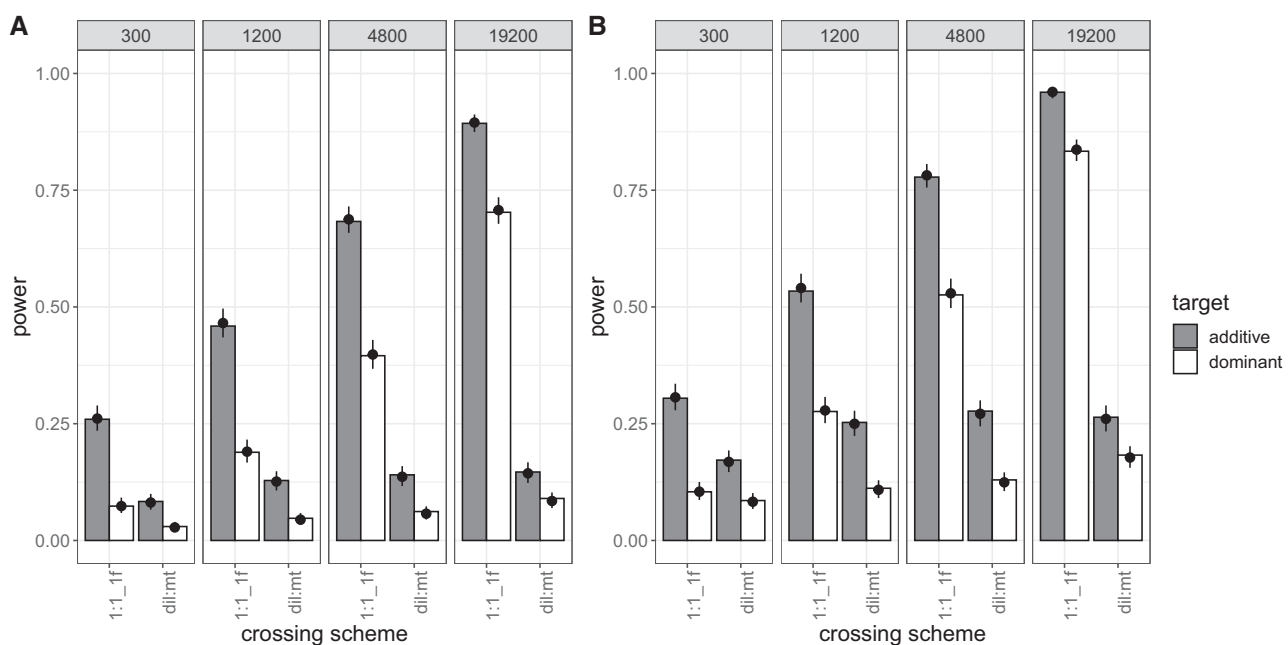 A
300 1200 4800 19200
1.00
0.75
0.50
0.25
0.00
power
1:1_1f dil:mt 1:1_1f dil:mt 1:1_1f dil:mt 1:1_1f dil:mt
crossing scheme
B
300 1200 4800 19200
1.00
0.75
0.50
0.25
0.00
power
1:1_1f dil:mt 1:1_1f dil:mt 1:1_1f dil:mt 1:1_1f dil:mt
crossing scheme
target
additive
dominant